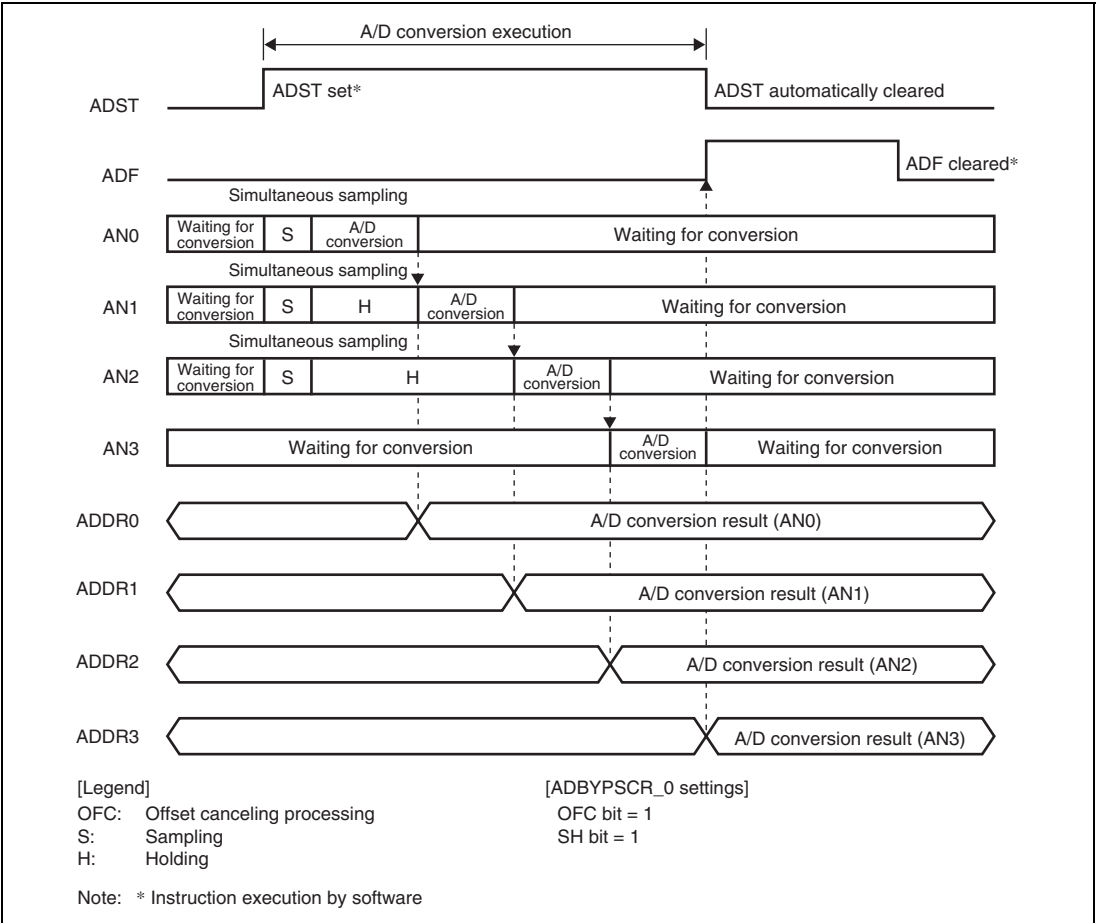 A/D conversion execution
ADST
ADST set*
ADST automatically cleared
ADF
ADF cleared*
Simultaneous sampling
AN0
Waiting for conversion
S
A/D conversion
Waiting for conversion
Simultaneous sampling
AN1
Waiting for conversion
S
H
A/D conversion
Waiting for conversion
Simultaneous sampling
AN2
Waiting for conversion
S
H
A/D conversion
Waiting for conversion
AN3
Waiting for conversion
A/D conversion
Waiting for conversion
ADDR0
A/D conversion result (AN0)
ADDR1
A/D conversion result (AN1)
ADDR2
A/D conversion result (AN2)
ADDR3
A/D conversion result (AN3)
[Legend]
OFC: Offset canceling processing
S: Sampling
H: Holding
[ADBYPSCR_0 settings]
OFC bit = 1
SH bit = 1
Note: * Instruction execution by software